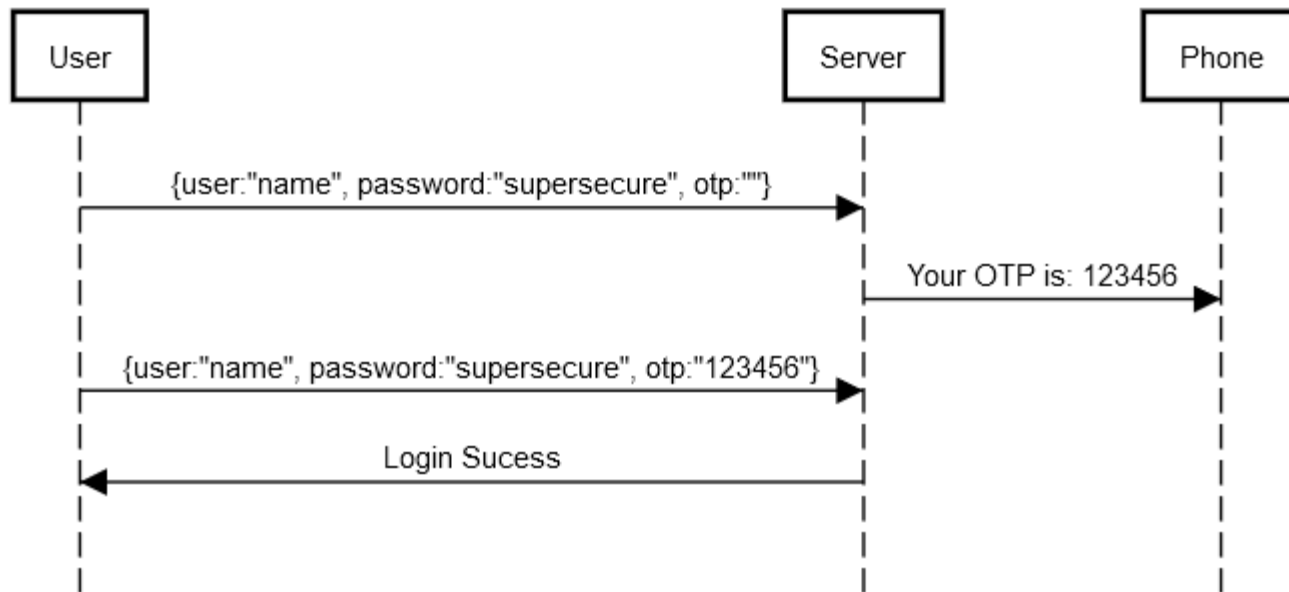 User
Server
Phone
{user:"name", password:"supersecure", otp:""}
Your OTP is: 123456
{user:"name", password:"supersecure", otp:"123456"}
Login Sucess